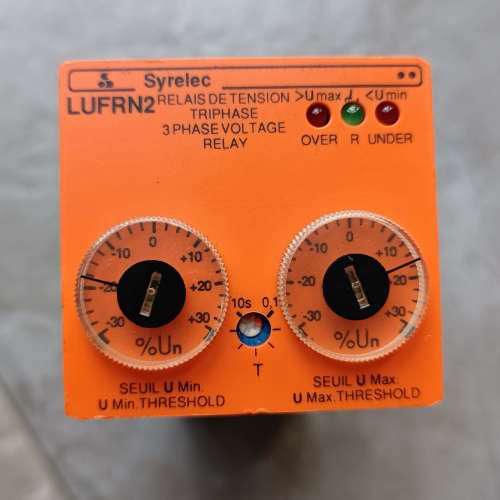 Syrelec
LUFRN2
RELAIS DE TENSION
TRIPHASE
3 PHASE VOLTAGE
RELAY
>U max
<U min
OVER R UNDER
-10 0 +10
-20 +20
-30 +30
%Un
-10 0 +10
-20 +20
-30 +30
%Un
10s 0,1
T
SEUIL U Min.
U Min. THRESHOLD
SEUIL U Max.
U Max. THRESHOLD